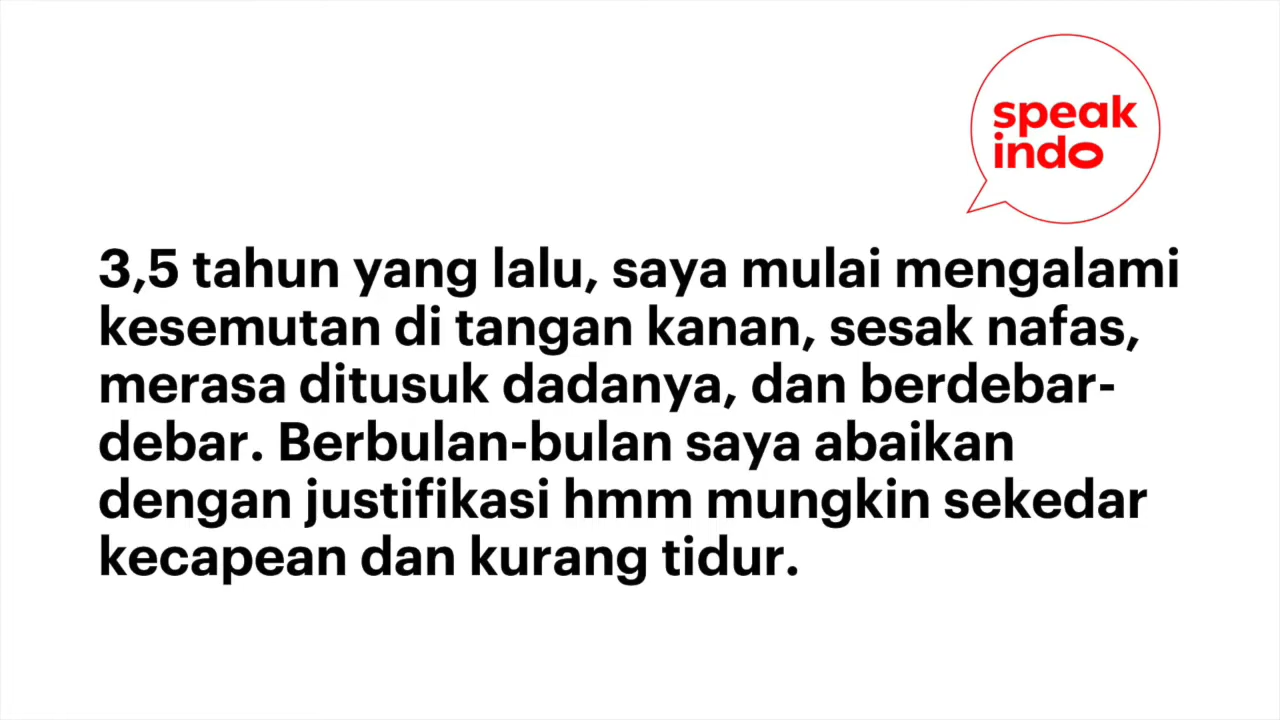 speak
indo
3,5 tahun yang lalu, saya mulai mengalami
kesemutan di tangan kanan, sesak nafas,
merasa ditusuk dadanya, dan berdebar-
debar. Berbulan-bulan saya abaikan
dengan justifikasi hmm mungkin sekedar
kecapean dan kurang tidur.